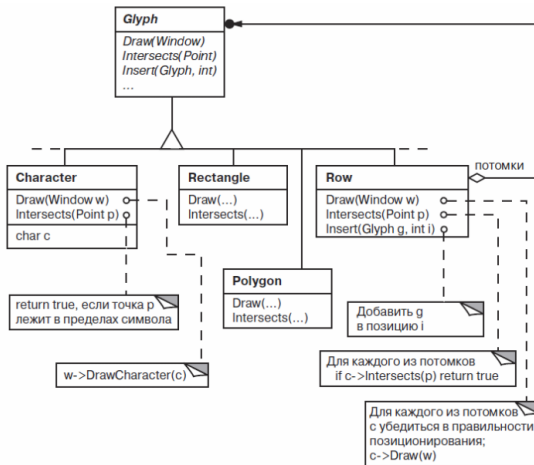 Glyph
Draw(Window)
Intersects(Point)
Insert(Glyph, int)
...
Character
Draw(Window w)
Intersects(Point p)
char c
Rectangle
Draw(...)
Intersects(...)
Row
Draw(Window w)
Intersects(Point p)
Insert(Glyph g, int i)
потомки
Polygon
Draw(...)
Intersects(...)
return true, если точка p
лежит в пределах символа
w->DrawCharacter(c)
Добавить g
в позицию i
Для каждого из потомков
if c->Intersects(p) return true
Для каждого из потомков
с убедиться в правильности
позиционирования;
c->Draw(w)